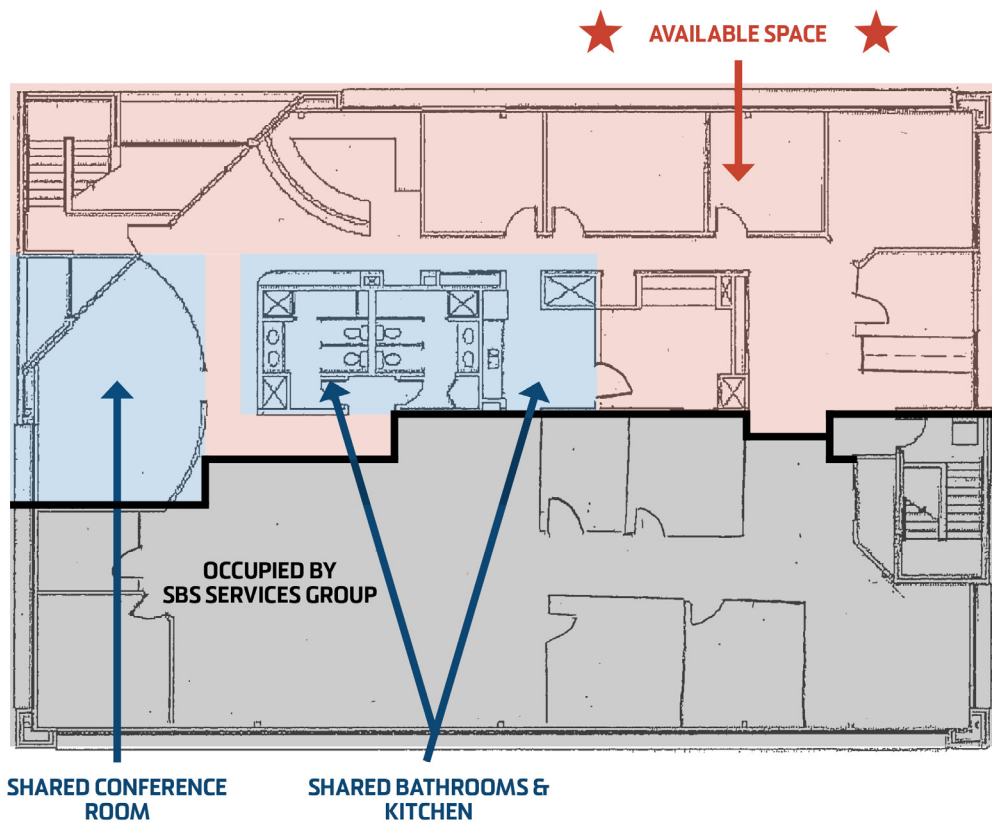 AVAILABLE SPACE
OCCUPIED BY
SBS SERVICES GROUP
SHARED CONFERENCE
ROOM
SHARED BATHROOMS &
KITCHEN